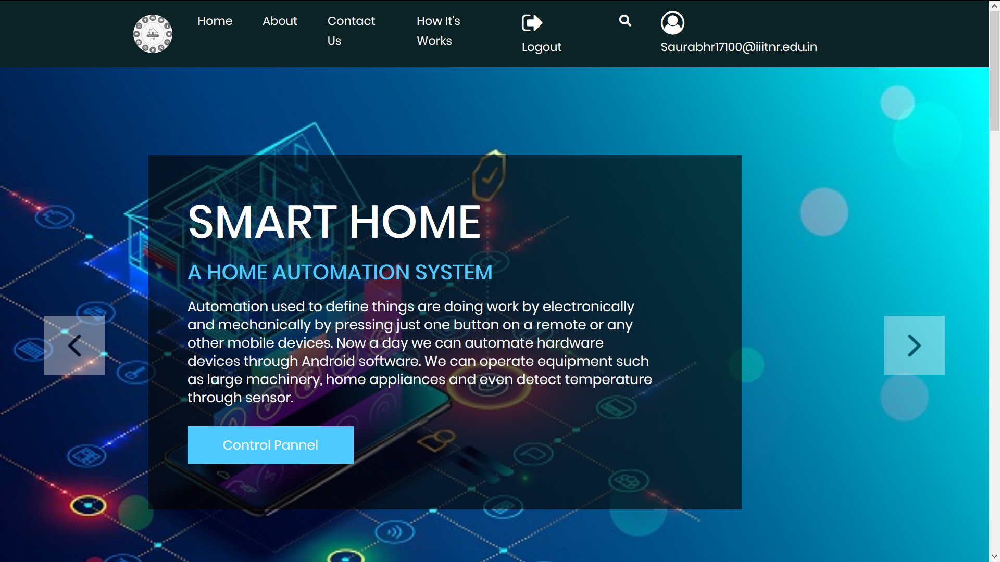 Home
About
Contact
Us
How It's
Works
Logout
Saurabhr17100@iiitnr.edu.in
SMART HOME
A HOME AUTOMATION SYSTEM
Automation used to define things are doing work by electronically
and mechanically by pressing just one button on a remote or any
other mobile devices. Now a day we can automate hardware
devices through Android software. We can operate equipment such
as large machinery, home appliances and even detect temperature
through sensor.
Control Pannel